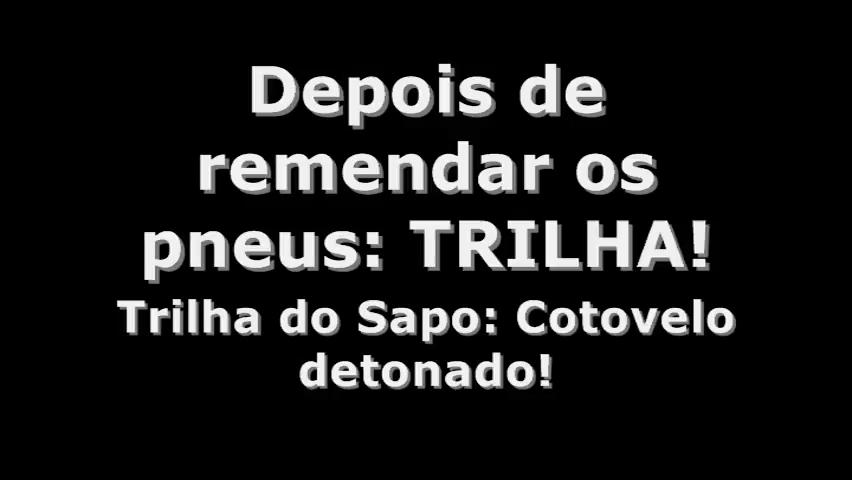 Depois de
remendar os
pneus: TRILHA!
Trilha do Sapo: Cotovelo
detonado!